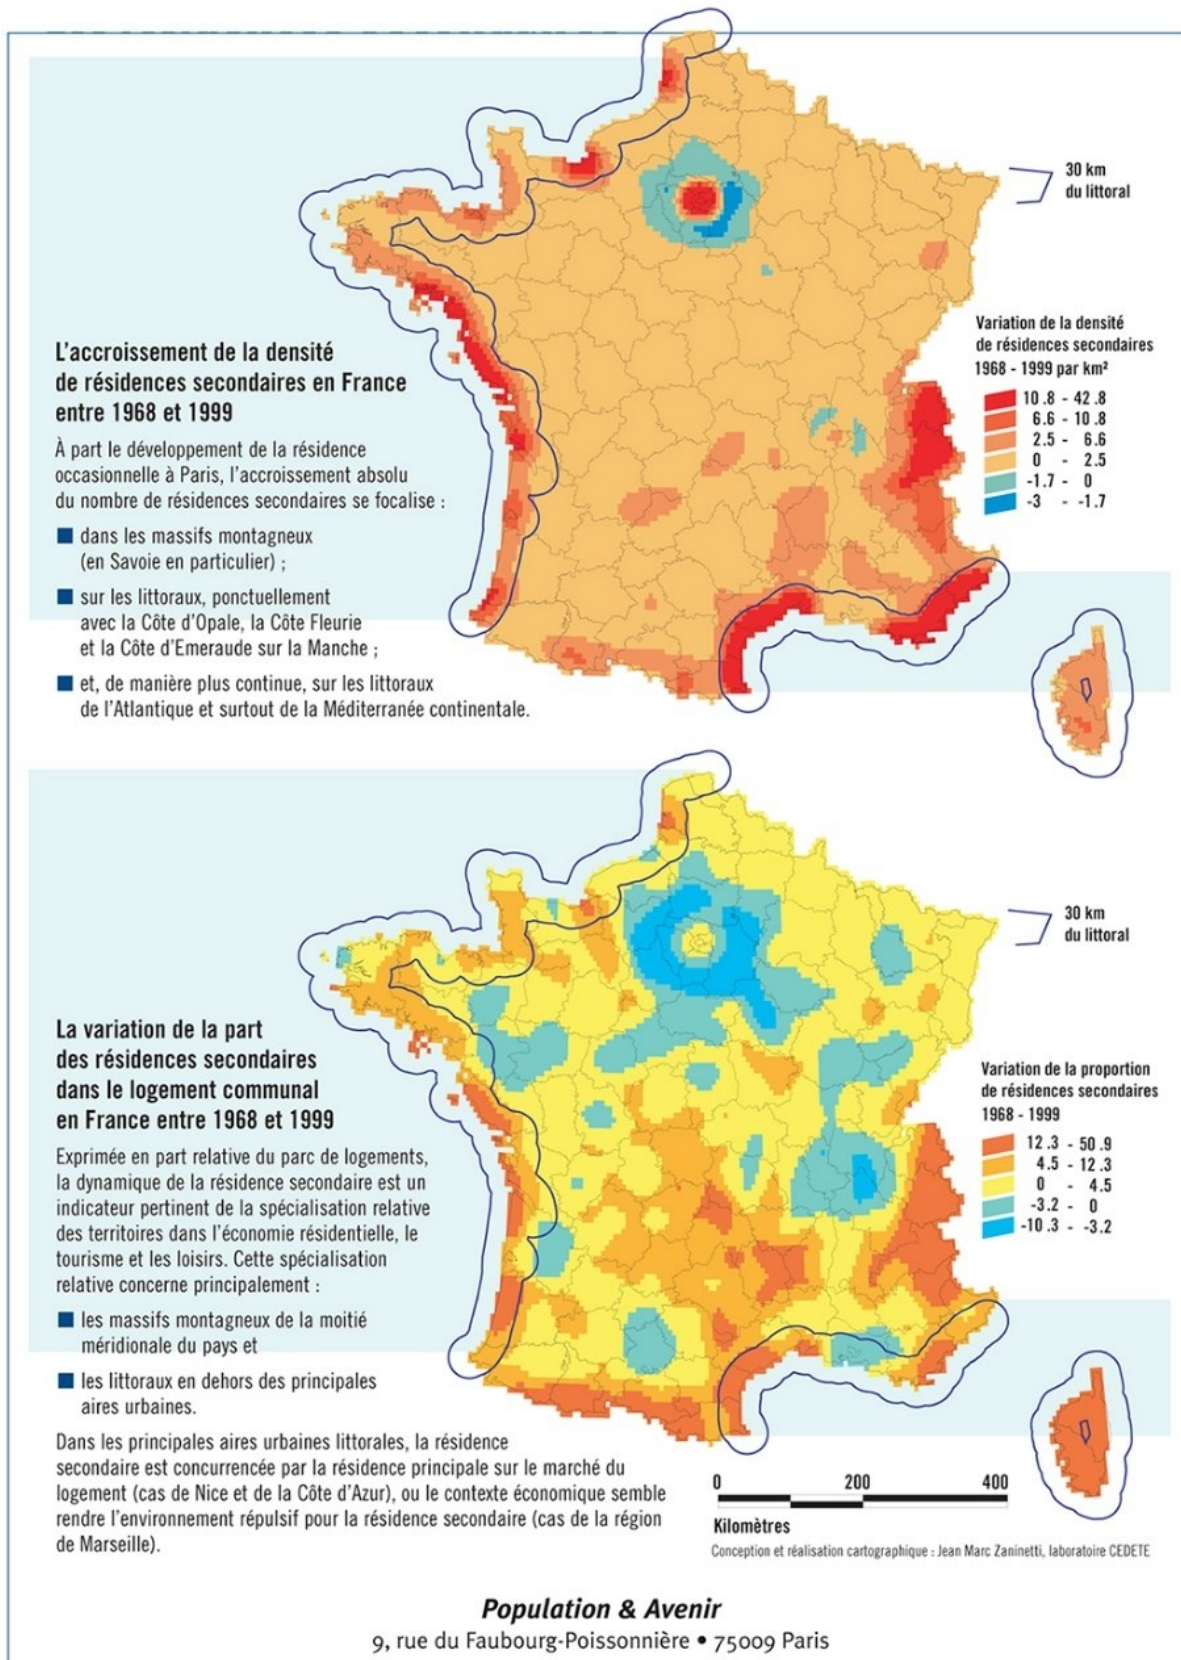 30 km
du littoral
L'accroissement de la densité
de résidences secondaires en France
entre 1968 et 1999
À part le développement de la résidence
occasionnelle à Paris, l'accroissement absolu
du nombre de résidences secondaires se focalise :
dans les massifs montagneux
(en Savoie en particulier) ;
sur les littoraux, ponctuellement
avec la Côte d'Opale, la Côte Fleurie
et la Côte d'Emeraude sur la Manche ;
et, de manière plus continue, sur les littoraux
de l'Atlantique et surtout de la Méditerranée continentale.
Variation de la densité
de résidences secondaires
1968 - 1999 par km²
10.8 - 42.8
6.6 - 10.8
2.5 - 6.6
0 - 2.5
-1.7 - 0
-3 - -1.7
30 km
du littoral
La variation de la part
des résidences secondaires
dans le logement communal
en France entre 1968 et 1999
Exprimée en part relative du parc de logements,
la dynamique de la résidence secondaire est un
indicateur pertinent de la spécialisation relative
des territoires dans l'économie résidentielle, le
tourisme et les loisirs. Cette spécialisation
relative concerne principalement :
les massifs montagneux de la moitié
méridionale du pays et
les littoraux en dehors des principales
aires urbaines.
Dans les principales aires urbaines littorales, la résidence
secondaire est concurrencée par la résidence principale sur le marché du
logement (cas de Nice et de la Côte d'Azur), ou le contexte économique semble
rendre l'environnement répulsif pour la résidence secondaire (cas de la région
de Marseille).
Variation de la proportion
de résidences secondaires
1968 - 1999
12.3 - 50.9
4.5 - 12.3
0 - 4.5
-3.2 - 0
-10.3 - -3.2
0 200 400
Kilomètres
Conception et réalisation cartographique : Jean Marc Zaninetti, laboratoire CEDETE
Population & Avenir
9, rue du Faubourg-Poissonnière • 75009 Paris